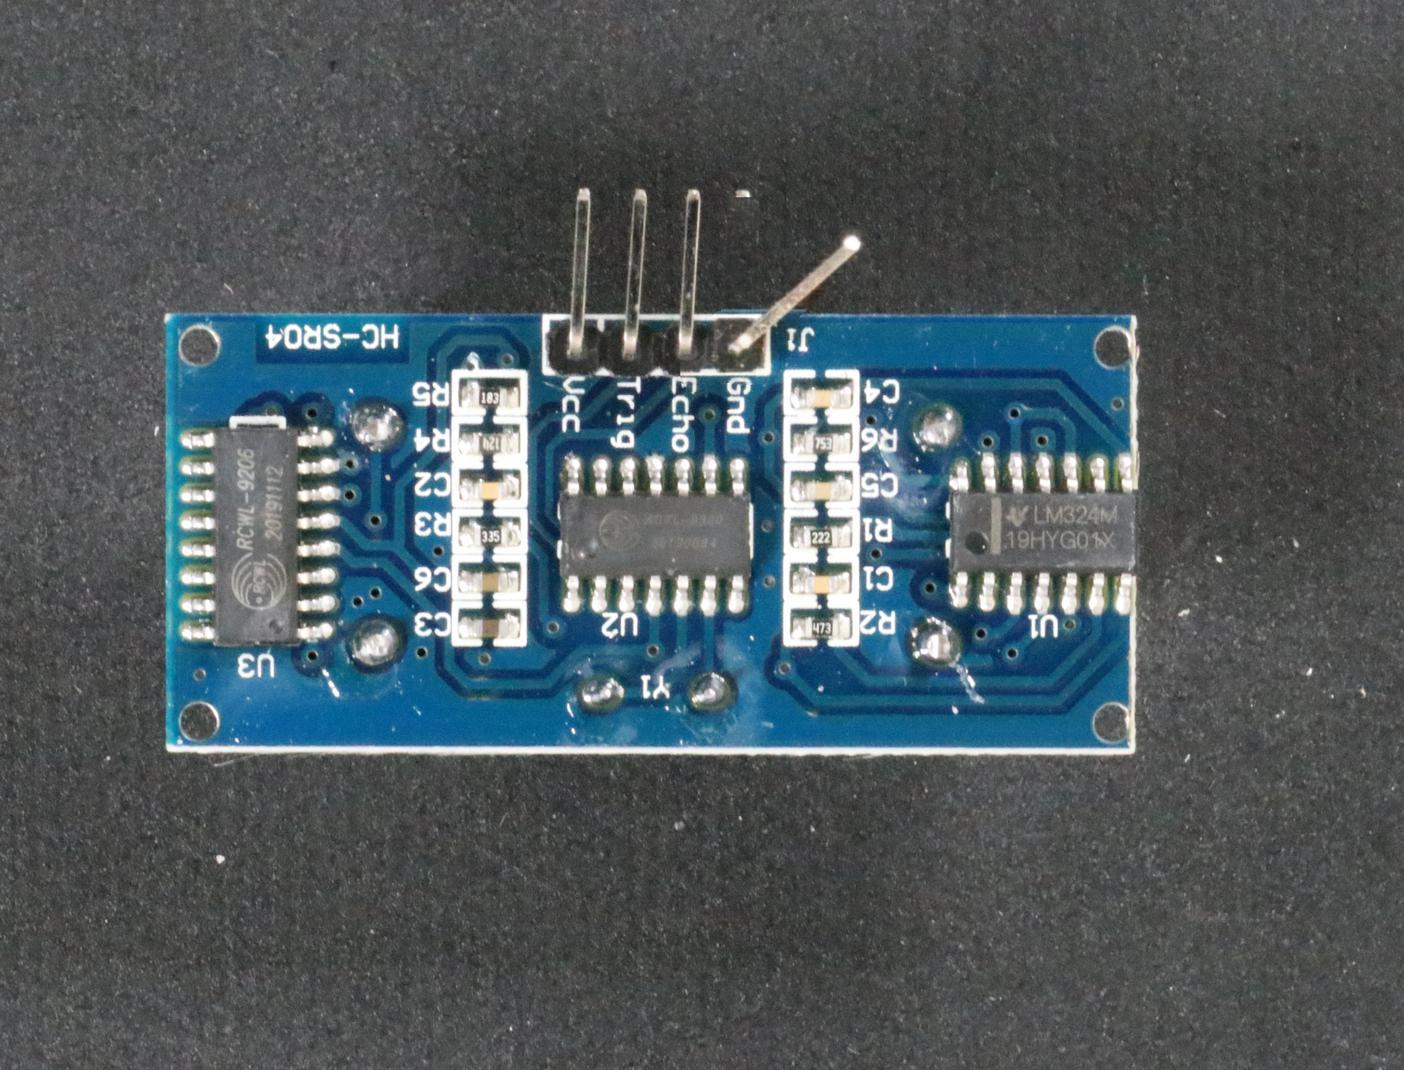 HC-SR04
J1
Vcc
Trig
Echo
Gnd
R5
103
R4
C2
R3
335
C6
C3
C4
R6
753
C5
R1
222
C1
R2
473
RCWL-9206
20191112
RCWL
U3
U2
Y1
LM324M
19HYG01X
U1